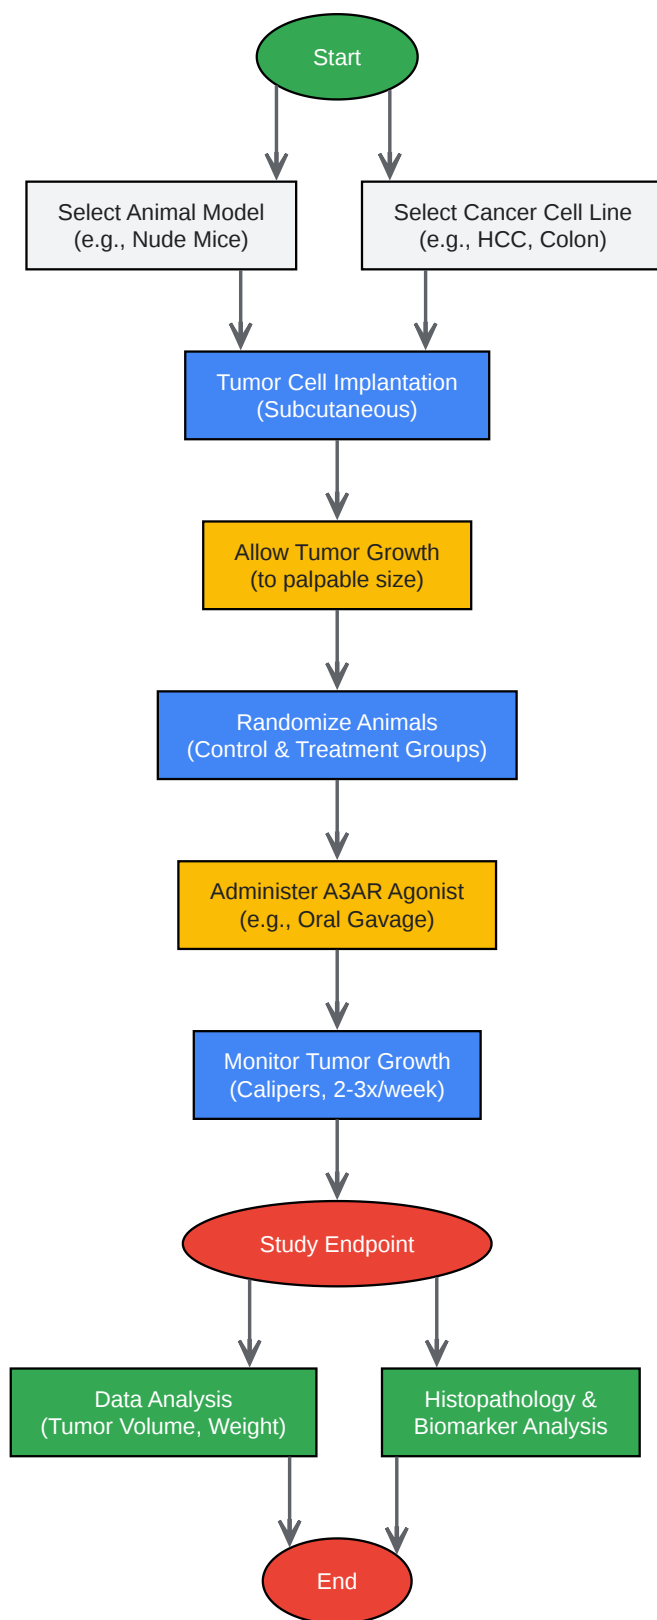 Start
Select Animal Model
(e.g., Nude Mice)
Select Cancer Cell Line
(e.g., HCC, Colon)
Tumor Cell Implantation
(Subcutaneous)
Allow Tumor Growth
(to palpable size)
Randomize Animals
(Control & Treatment Groups)
Administer A3AR Agonist
(e.g., Oral Gavage)
Monitor Tumor Growth
(Calipers, 2-3x/week)
Study Endpoint
Data Analysis
(Tumor Volume, Weight)
Histopathology &
Biomarker Analysis
End